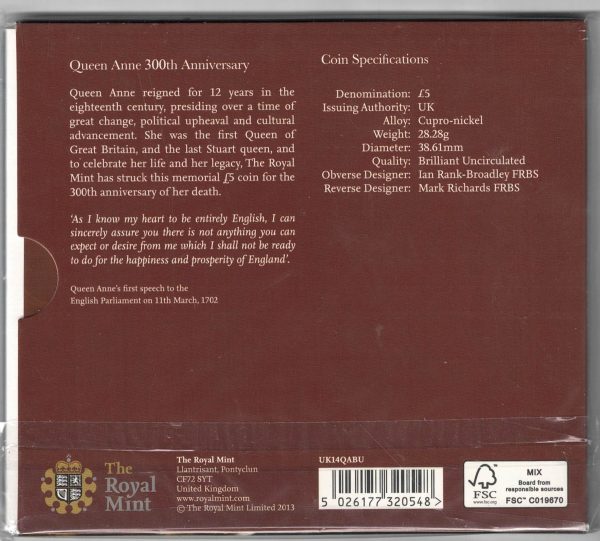 Queen Anne 300th Anniversary
Queen Anne reigned for 12 years in the
eighteenth century, presiding over a time of
great change, political upheaval and cultural
advancement. She was the first Queen of
Great Britain, and the last Stuart queen, and
to celebrate her life and her legacy, The Royal
Mint has struck this memorial £5 coin for the
300th anniversary of her death.
'As I know my heart to be entirely English, I can
sincerely assure you there is not anything you can
expect or desire from me which I shall not be ready
to do for the happiness and prosperity of England'.
Queen Anne's first speech to the
English Parliament on 11th March, 1702
Coin Specifications
Denomination: £5
Issuing Authority: UK
Alloy: Cupro-nickel
Weight: 28.28g
Diameter: 38.61mm
Quality: Brilliant Uncirculated
Obverse Designer: Ian Rank-Broadley FRBS
Reverse Designer: Mark Richards FRBS
The
Royal
Mint
The Royal Mint
Llantrisant, Pontyclun
CF72 8YT
United Kingdom
www.royalmint.com
© The Royal Mint Limited 2013
UK14QABU
5 026177 320548 >
FSC
www.fsc.org
MIX
Board from
responsible sources
FSC™ C019670